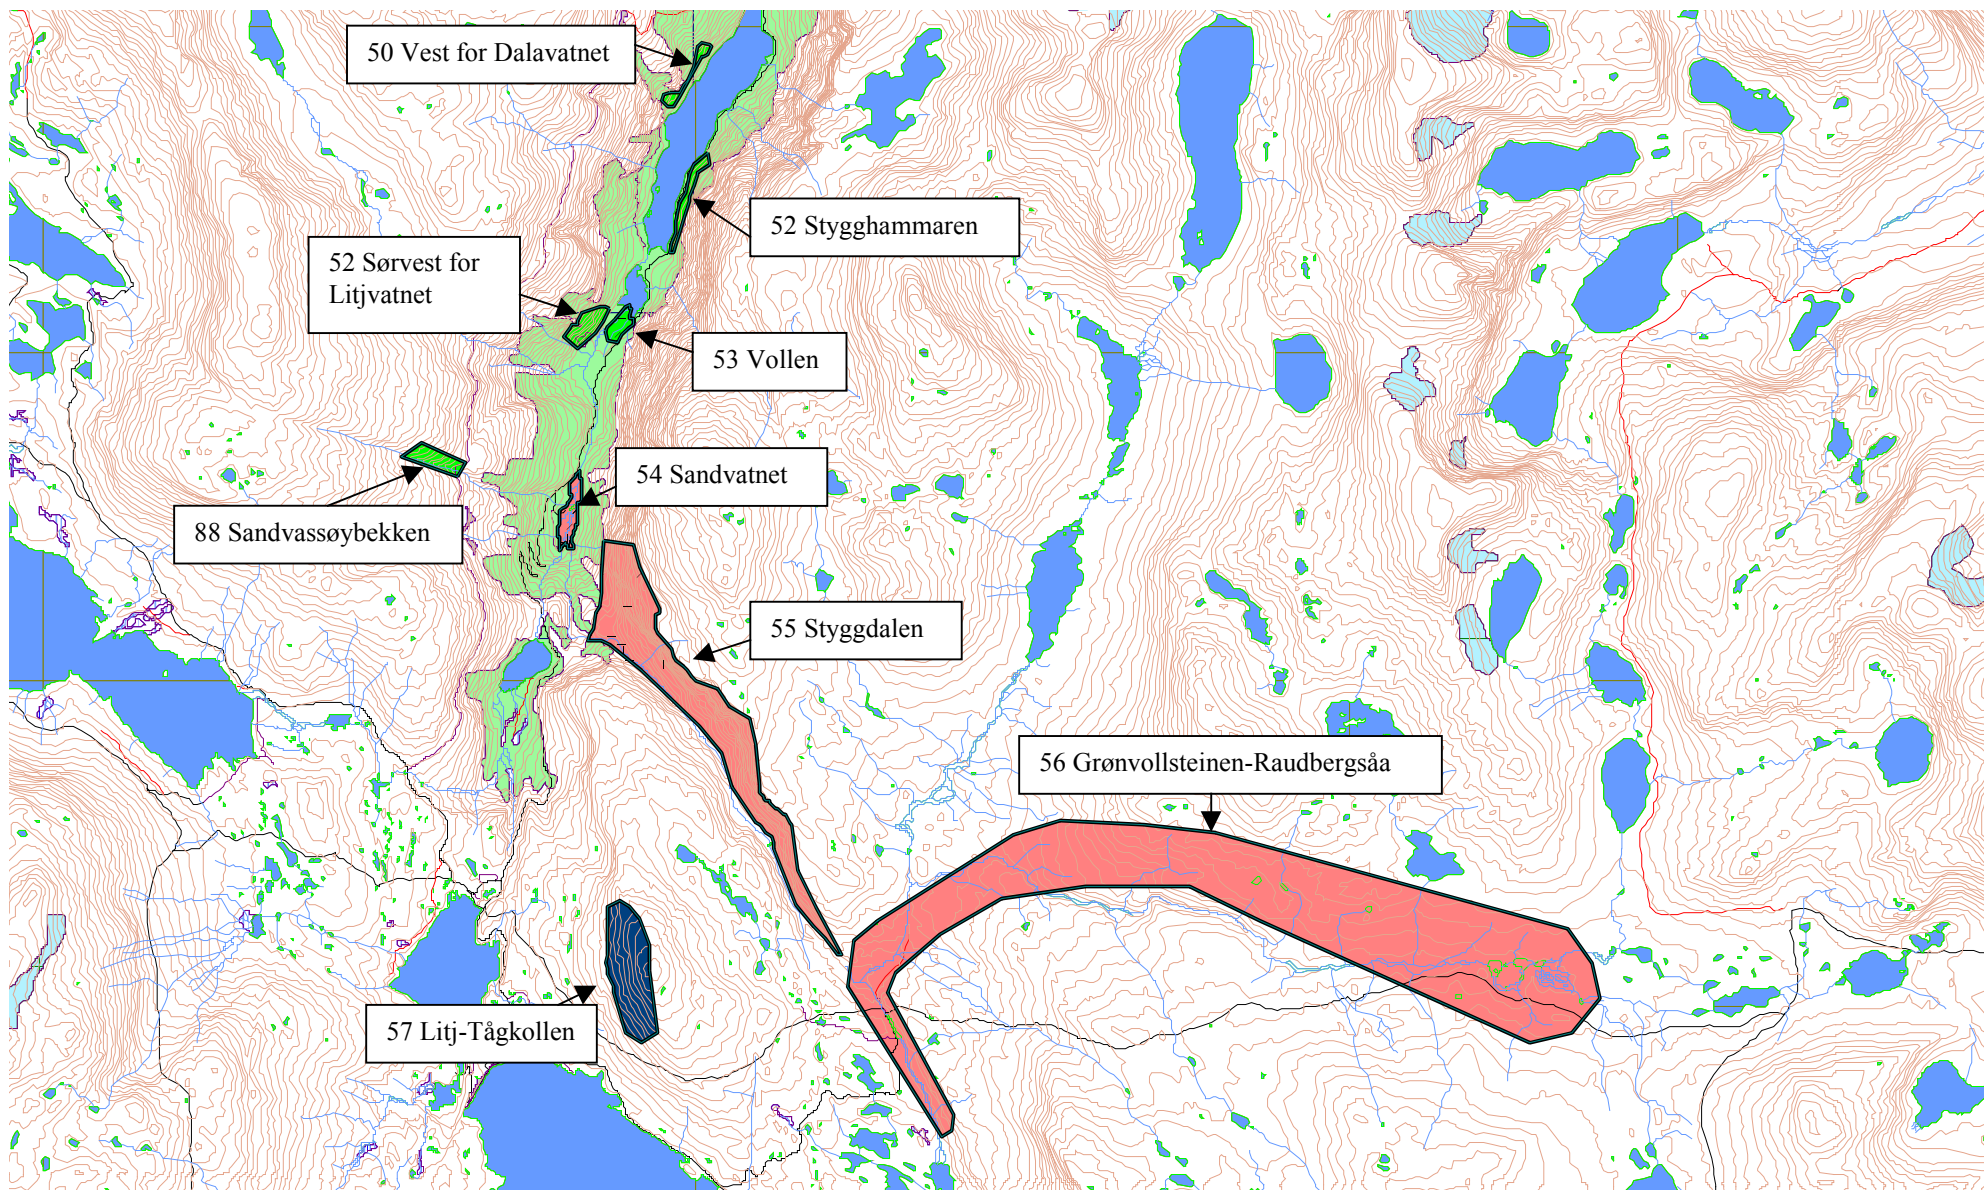 50 Vest for Dalavatnet
52 Stygghammaren
52 Sørvest for
Litjvatnet
53 Vollen
54 Sandvatnet
88 Sandvassøybekken
55 Styggdalen
56 Grønvollsteinen-Raudbergsåa
57 Litj-Tågkollen